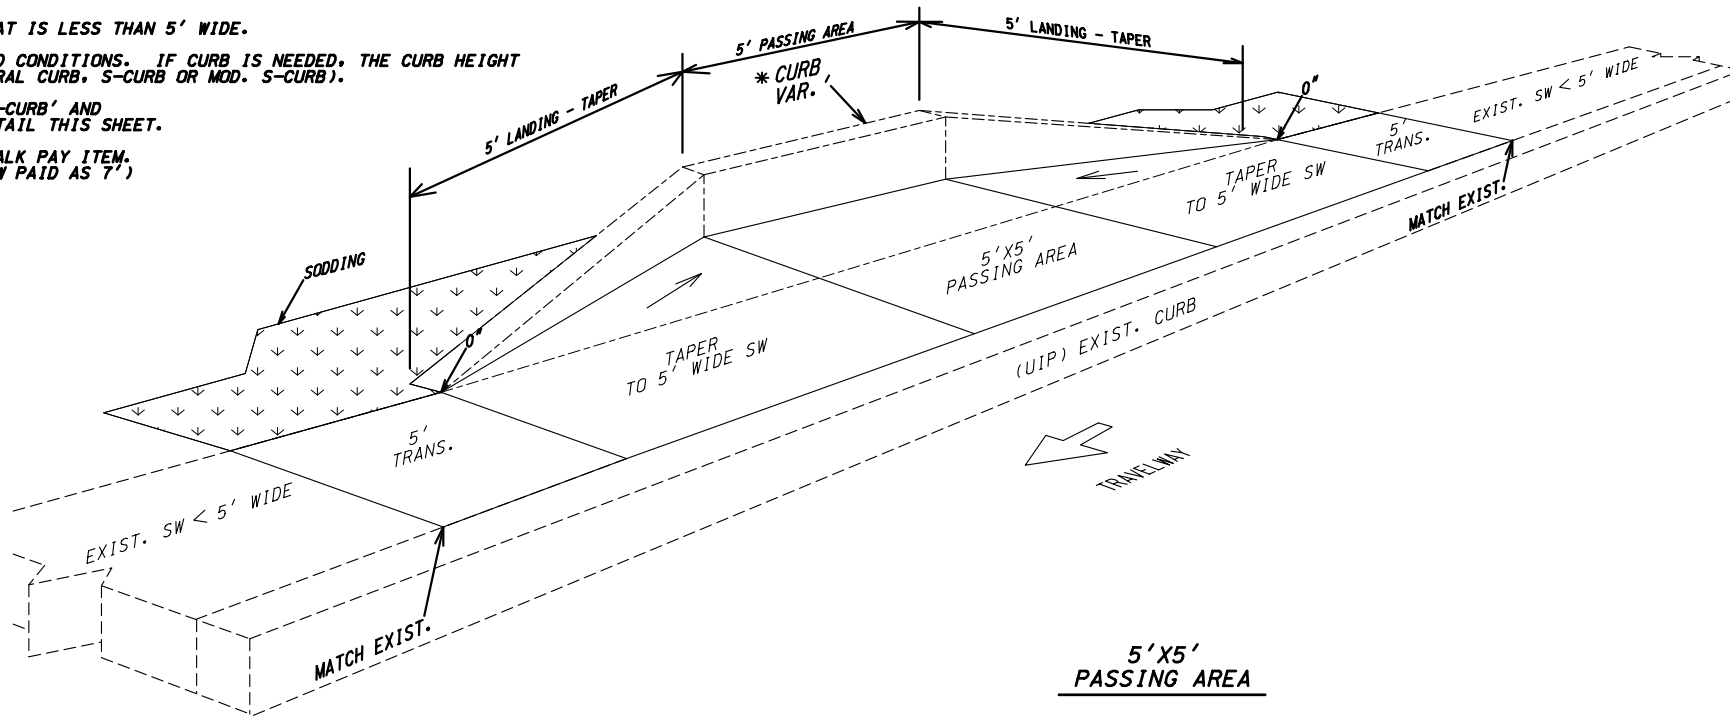 AT IS LESS THAN 5' WIDE.
D CONDITIONS. IF CURB IS NEEDED, THE CURB HEIGHT
RAL CURB, S-CURB OR MOD. S-CURB).
-CURB' AND
TAIL THIS SHEET.
ALK PAY ITEM.
W PAID AS 7')
5' LANDING - TAPER
5' PASSING AREA
5' LANDING - TAPER
* CURB
VAR.
0"
EXIST. SW < 5' WIDE
5'
TRANS.
TAPER
TO 5' WIDE SW
MATCH EXIST.
SODDING
5'X5'
PASSING AREA
0"
TAPER
TO 5' WIDE SW
(UIP) EXIST. CURB
5'
TRANS.
TRAVELWAY
EXIST. SW < 5' WIDE
MATCH EXIST.
5'X5'
PASSING AREA